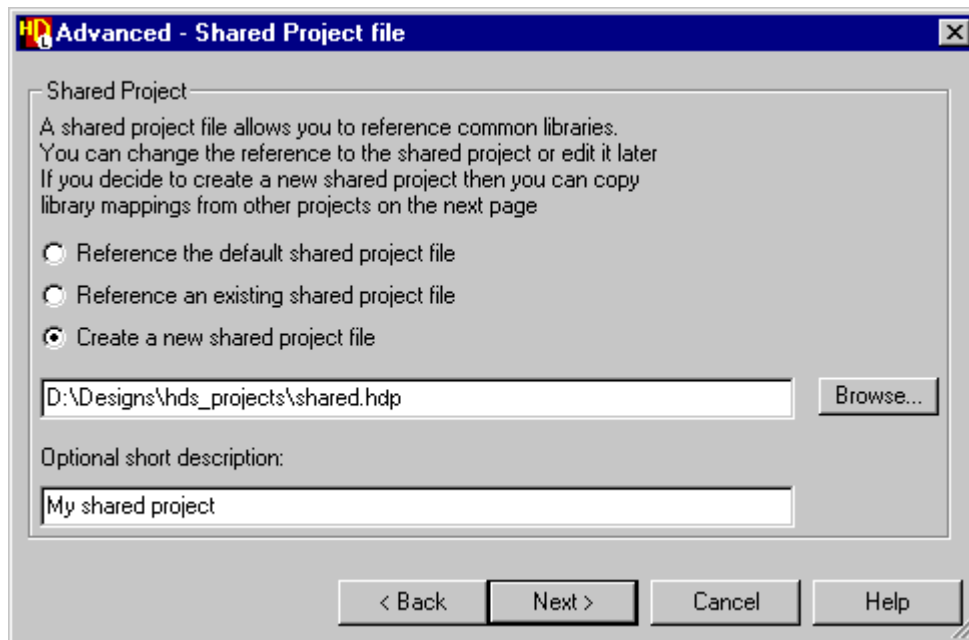 HDL Advanced - Shared Project file
Shared Project
A shared project file allows you to reference common libraries.
You can change the reference to the shared project or edit it later
If you decide to create a new shared project then you can copy
library mappings from other projects on the next page
Reference the default shared project file
Reference an existing shared project file
Create a new shared project file
D:\Designs\hds_projects\shared.hdp Browse...
Optional short description:
My shared project
< Back Next > Cancel Help